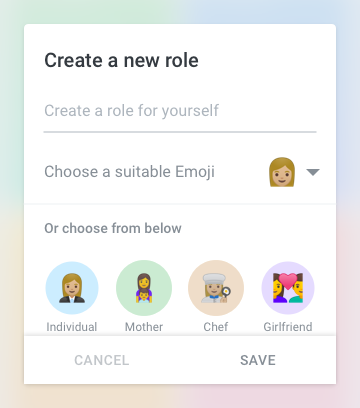 Create a new role
Create a role for yourself
Choose a suitable Emoji
Or choose from below
Individual Mother Chef Girlfriend
CANCEL SAVE